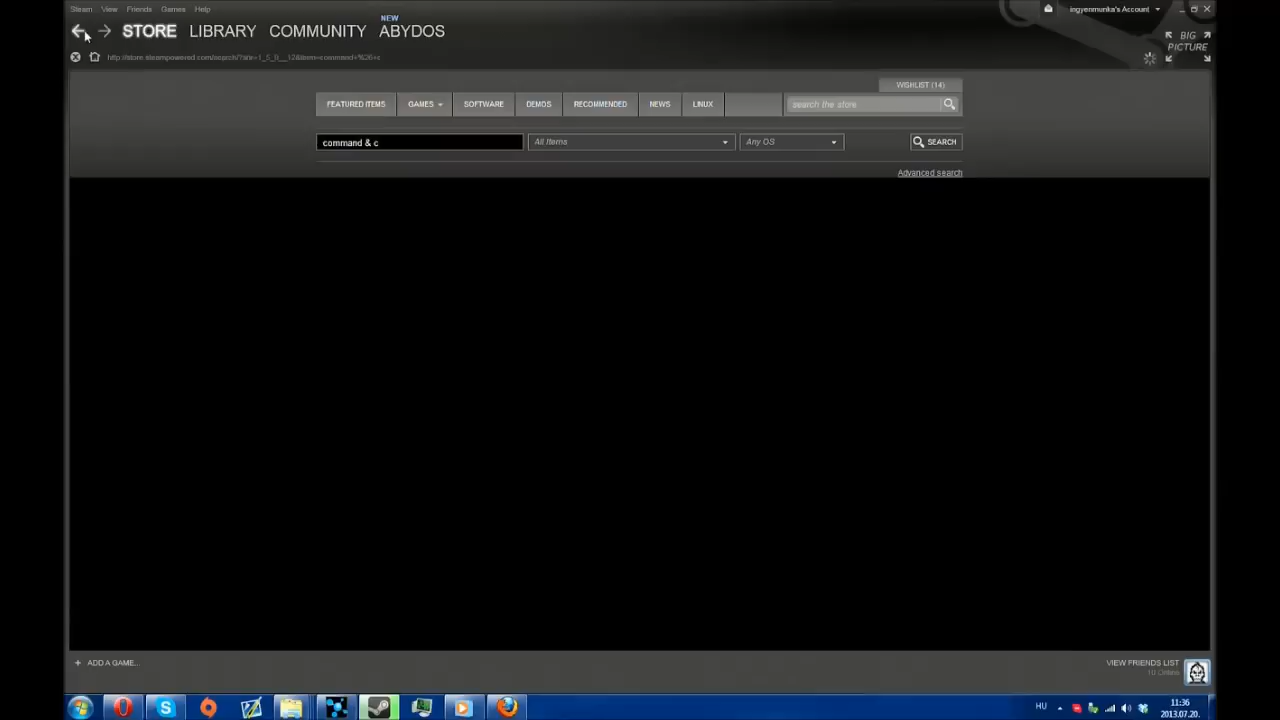 Steam View Friends Games Help
ingyenmunka's Account
NEW
STORE LIBRARY COMMUNITY ABYDOS
BIG
PICTURE
WISHLIST (14)
FEATURED ITEMS GAMES SOFTWARE DEMOS RECOMMENDED NEWS LINUX search the store
command & c All Items Any OS SEARCH
Advanced search
+ ADD A GAME...
VIEW FRIENDS LIST
10 Online
HU 11:36
2013.07.20.